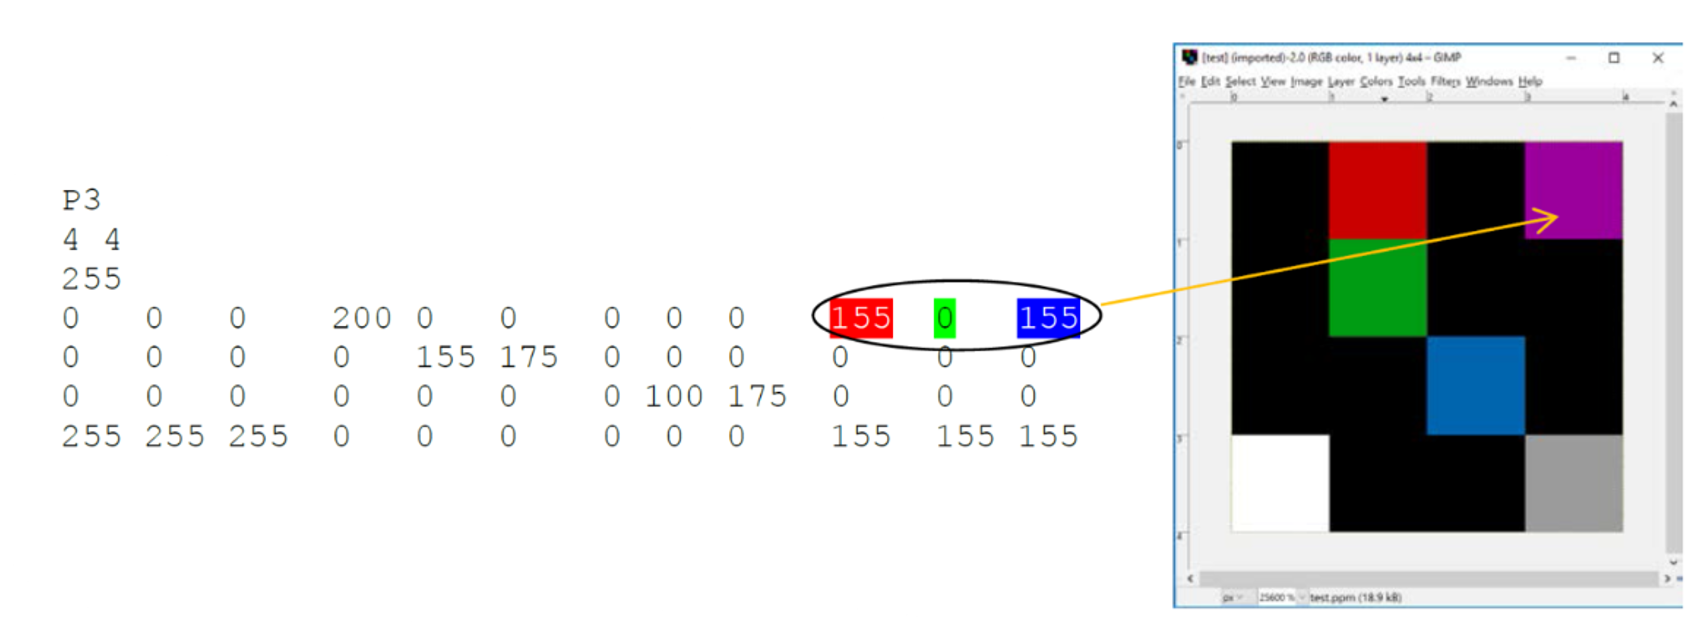 P3
4 4
255
0 0 0 200 0 0 0 0 0 155 0 155
0 0 0 0 155 175 0 0 0 0 0 0
0 0 0 0 0 0 0 100 175 0 0 0
255 255 255 0 0 0 0 0 0 155 155 155
[test] (imported)-2.0 (RGB color, 1 layer) 4x4 – GIMP
File Edit Select View Image Layer Colors Tools Filters Windows Help
0 1 2 3 4
0
1
2
3
4
px 25600 % test.ppm (18.9 kB)